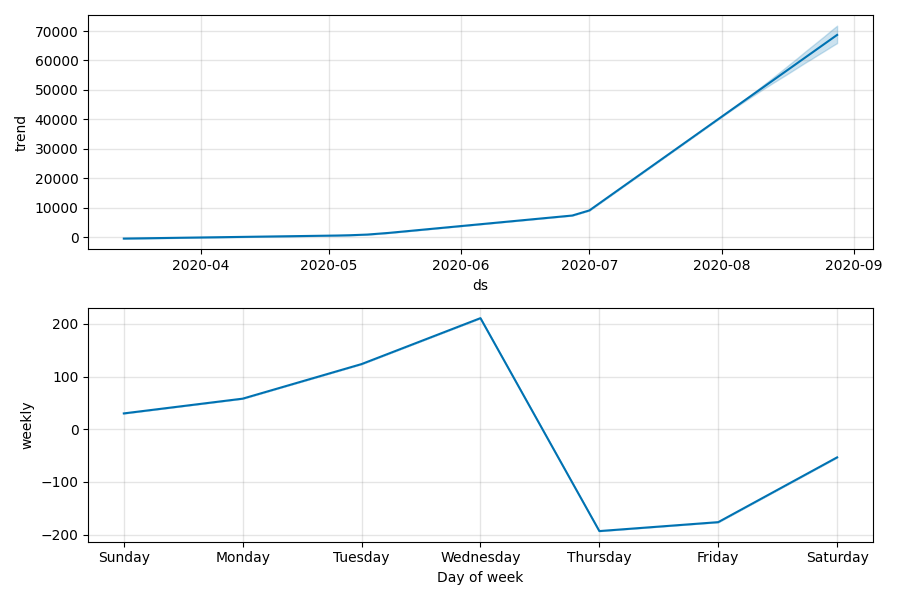 70000
60000
50000
40000
30000
20000
10000
0
trend
2020-04 2020-05 2020-06 2020-07 2020-08 2020-09
ds
200
100
0
−100
−200
weekly
Sunday Monday Tuesday Wednesday Thursday Friday Saturday
Day of week